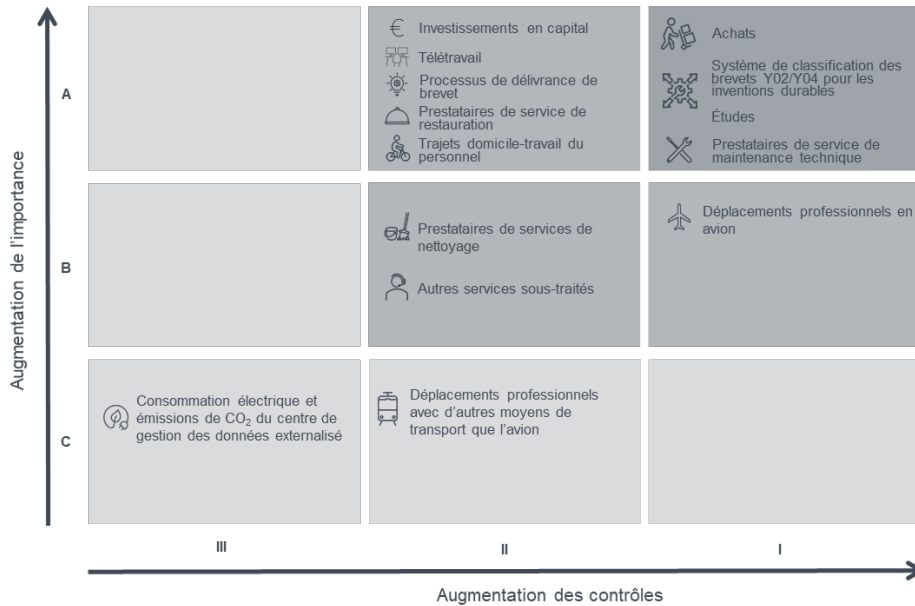 Augmentation de l'importance
A
€ Investissements en capital
Télétravail
Processus de délivrance de
brevet
Prestataires de service de
restauration
Trajets domicile-travail du
personnel
Achats
Système de classification des
brevets Y02/Y04 pour les
inventions durables
Études
Prestataires de service de
maintenance technique
B
Prestataires de services de
nettoyage
Autres services sous-traités
Déplacements professionnels en
avion
C
Consommation électrique et
émissions de CO₂ du centre de
gestion des données externalisé
Déplacements professionnels
avec d'autres moyens de
transport que l'avion
III
II
I
Augmentation des contrôles